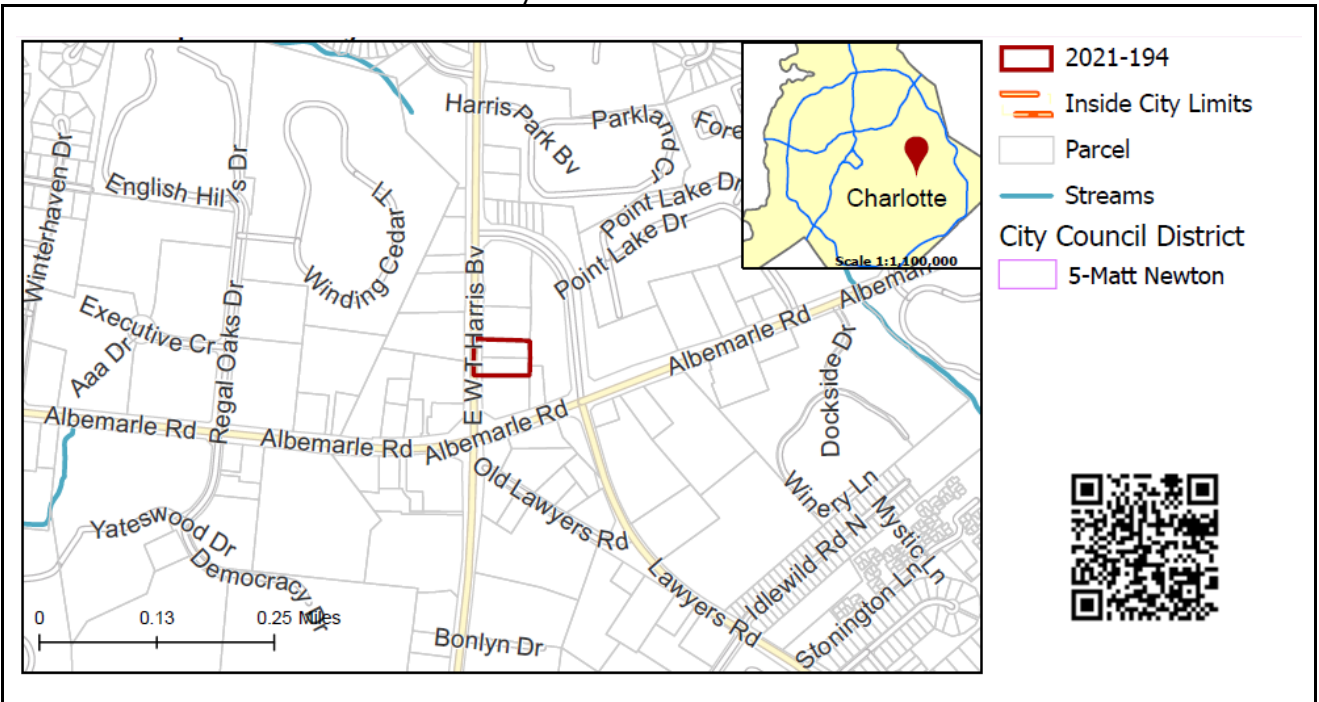 Harris Park Bv
Parkland Cr
Fore
Winterhaven Dr
English Hills Dr
Winding Cedar
Point Lake Dr
Point Lake Dr
E W T Harris Bv
Executive Cr
Aaa Dr
Regal Oaks Dr
Albemarle Rd
Albemarle Rd
Albemarle Rd
Albemarle Rd
Albemar
Dockside Dr
Old Lawyers Rd
Yateswood Dr
Democracy Dr
Lawyers Rd
Winery Ln
Mystic Ln
Idlewild Rd N
Stonington Ln
Bonlyn Dr
0 0.13 0.25 Miles
Charlotte
Scale 1:1,100,000
2021-194
Inside City Limits
Parcel
Streams
City Council District
5-Matt Newton